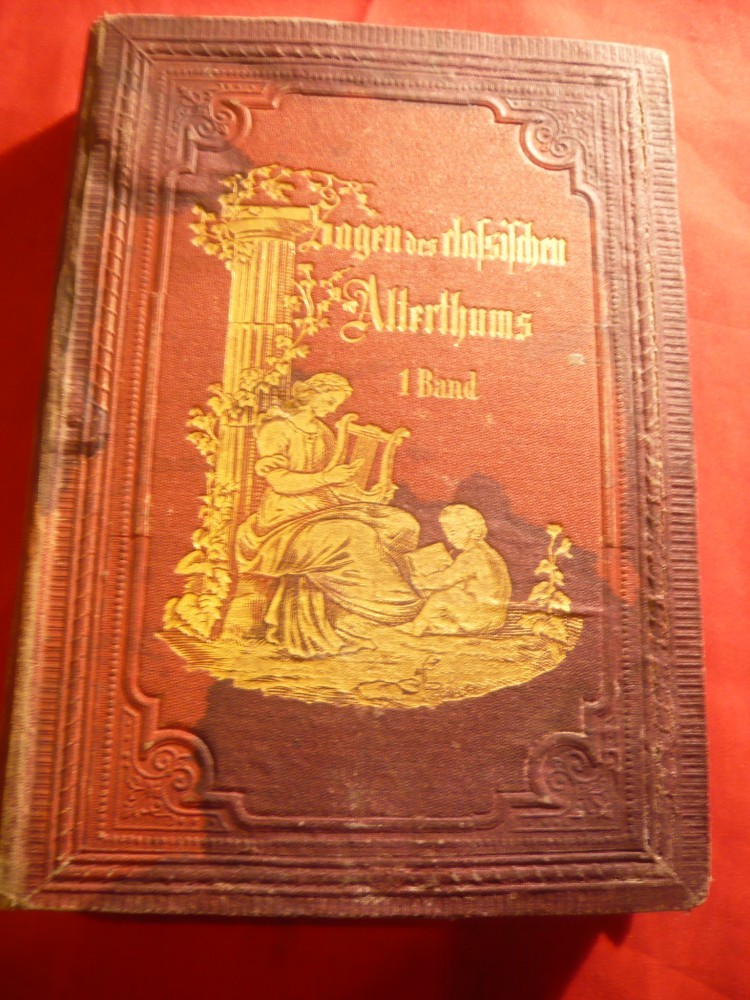 Sagen des classischen
Alterthums
1 Band